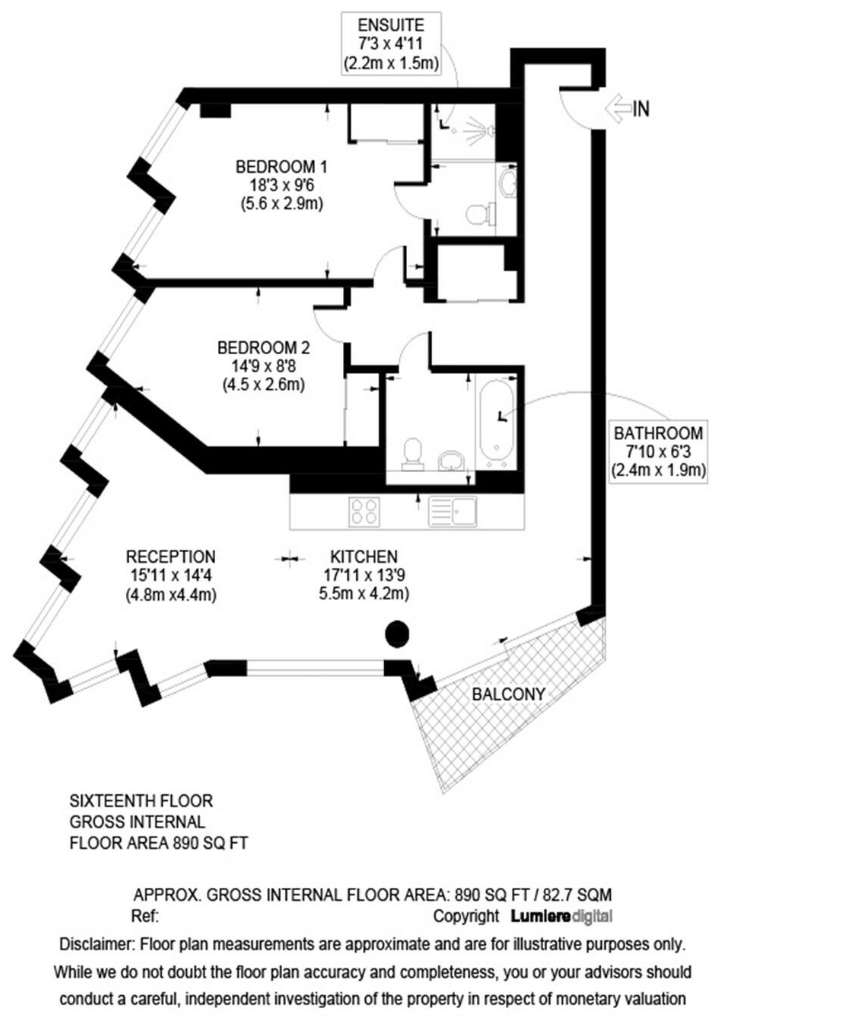 ENSUITE
7'3 x 4'11
(2.2m x 1.5m)
IN
BEDROOM 1
18'3 x 9'6
(5.6 x 2.9m)
BEDROOM 2
14'9 x 8'8
(4.5 x 2.6m)
BATHROOM
7'10 x 6'3
(2.4m x 1.9m)
RECEPTION
15'11 x 14'4
(4.8m x4.4m)
KITCHEN
17'11 x 13'9
5.5m x 4.2m)
BALCONY
SIXTEENTH FLOOR
GROSS INTERNAL
FLOOR AREA 890 SQ FT
APPROX. GROSS INTERNAL FLOOR AREA: 890 SQ FT / 82.7 SQM
Ref: Copyright Lumieredigital
Disclaimer: Floor plan measurements are approximate and are for illustrative purposes only.
While we do not doubt the floor plan accuracy and completeness, you or your advisors should
conduct a careful, independent investigation of the property in respect of monetary valuation